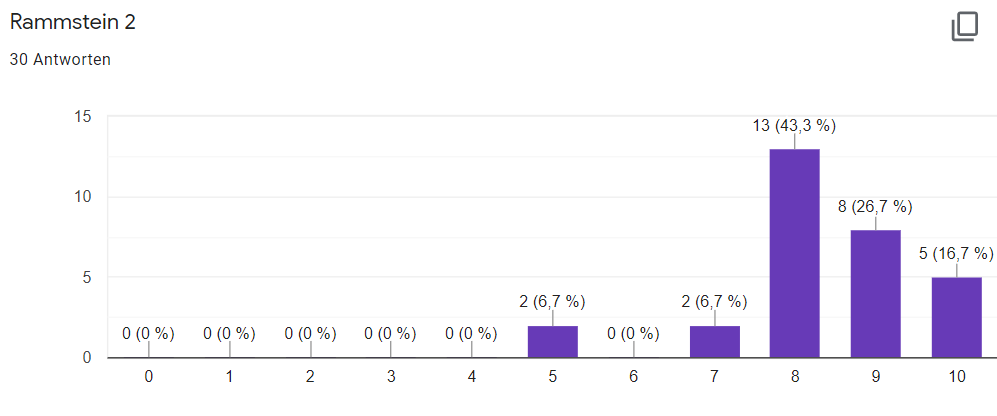 Rammstein 2
30 Antworten
15
13 (43,3 %)
10
8 (26,7 %)
5 (16,7 %)
5
2 (6,7 %)
2 (6,7 %)
0 (0 %) 0 (0 %) 0 (0 %) 0 (0 %) 0 (0 %) 0 (0 %)
0
0 1 2 3 4 5 6 7 8 9 10